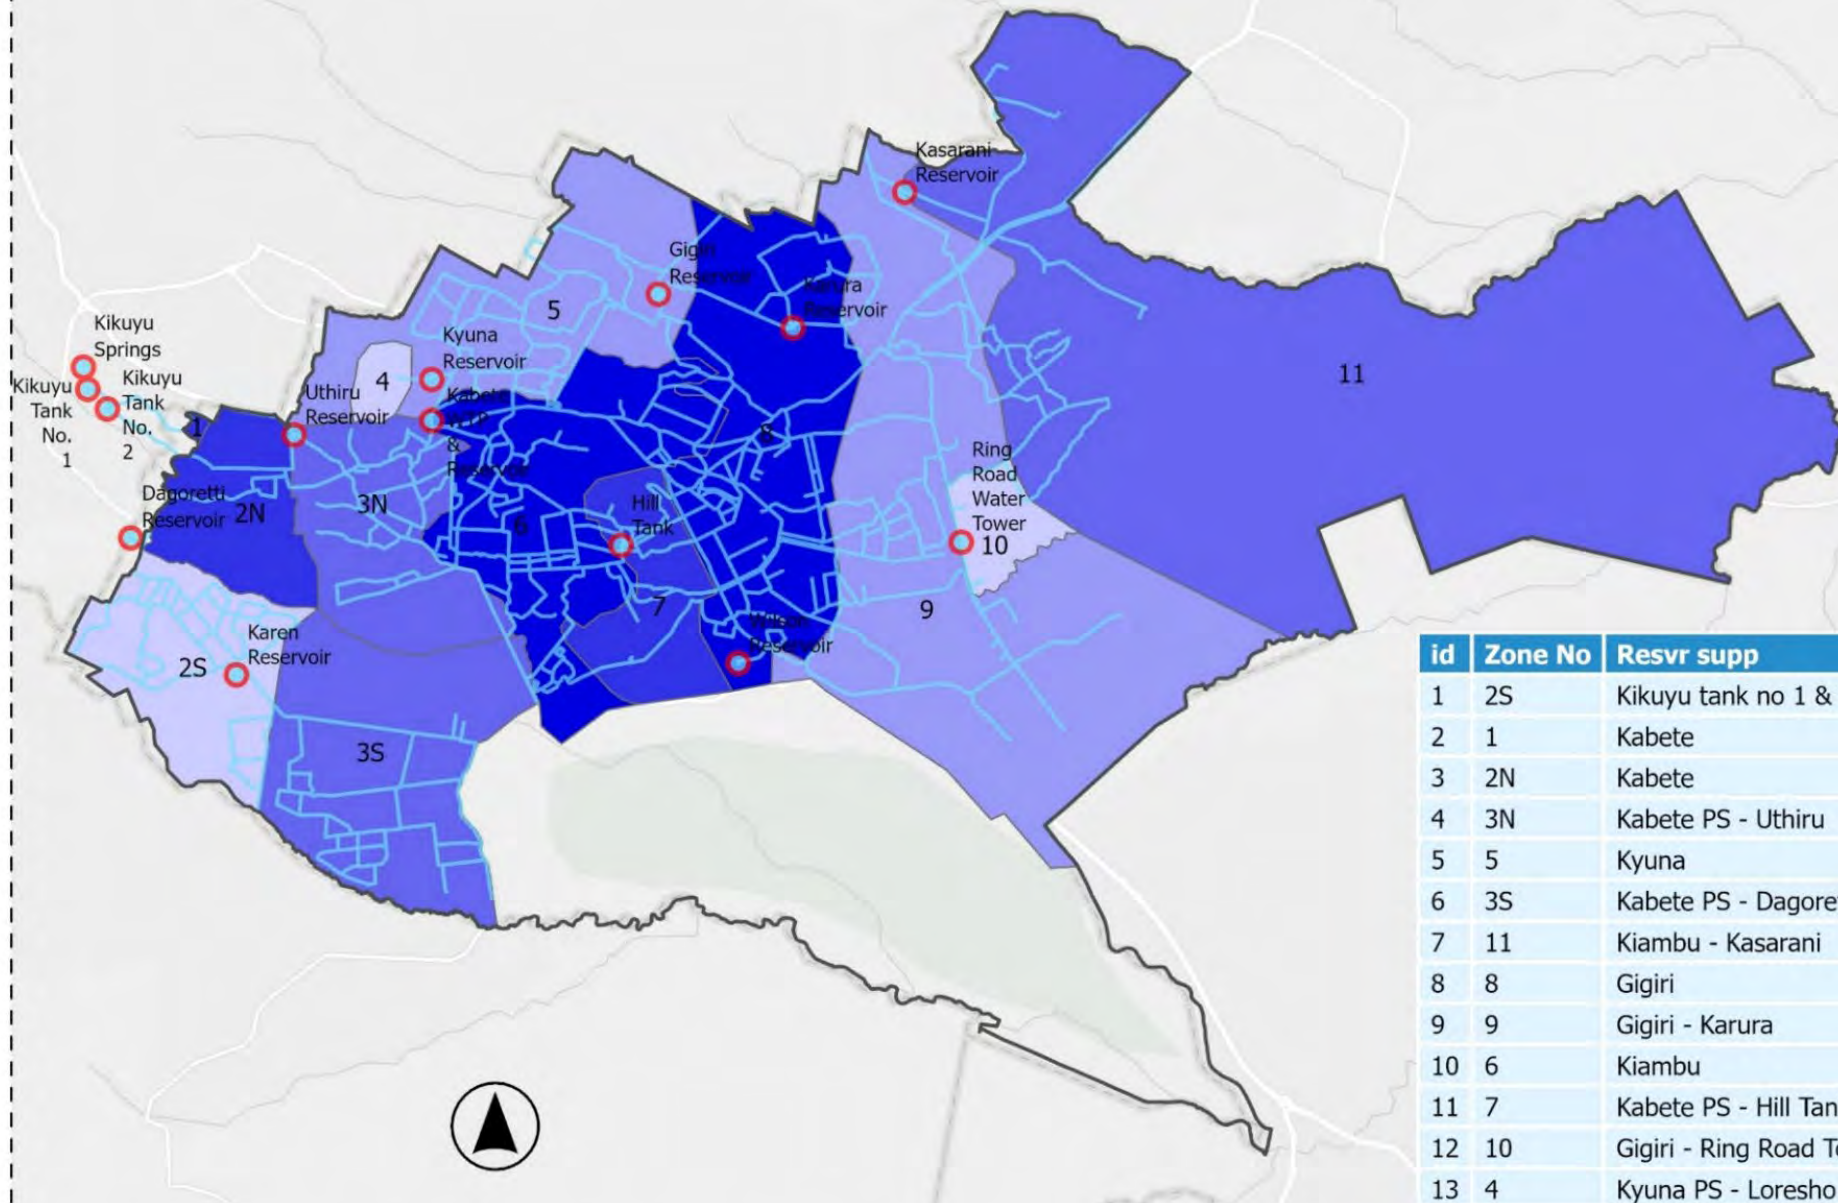 Kasarani
Reservoir
Gigiri
Reservoir
Karura
Reservoir
5
Kyuna
Reservoir
4
Kikuyu
Springs
Kikuyu
Tank
No.
1
Kikuyu
Tank
No.
2
Uthiru
Reservoir
Kabete
WTP
&
Reservoir
1
11
8
Ring
Road
Water
Tower
10
Dagoretti
Reservoir
2N
3N
6
Hill
Tank
7
9
Wilson
Reservoir
Karen
Reservoir
2S
3S
id Zone No Resvr supp
1 2S Kikuyu tank no 1 &
2 1 Kabete
3 2N Kabete
4 3N Kabete PS - Uthiru
5 5 Kyuna
6 3S Kabete PS - Dagore
7 11 Kiambu - Kasarani
8 8 Gigiri
9 9 Gigiri - Karura
10 6 Kiambu
11 7 Kabete PS - Hill Tan
12 10 Gigiri - Ring Road T
13 4 Kyuna PS - Loresho